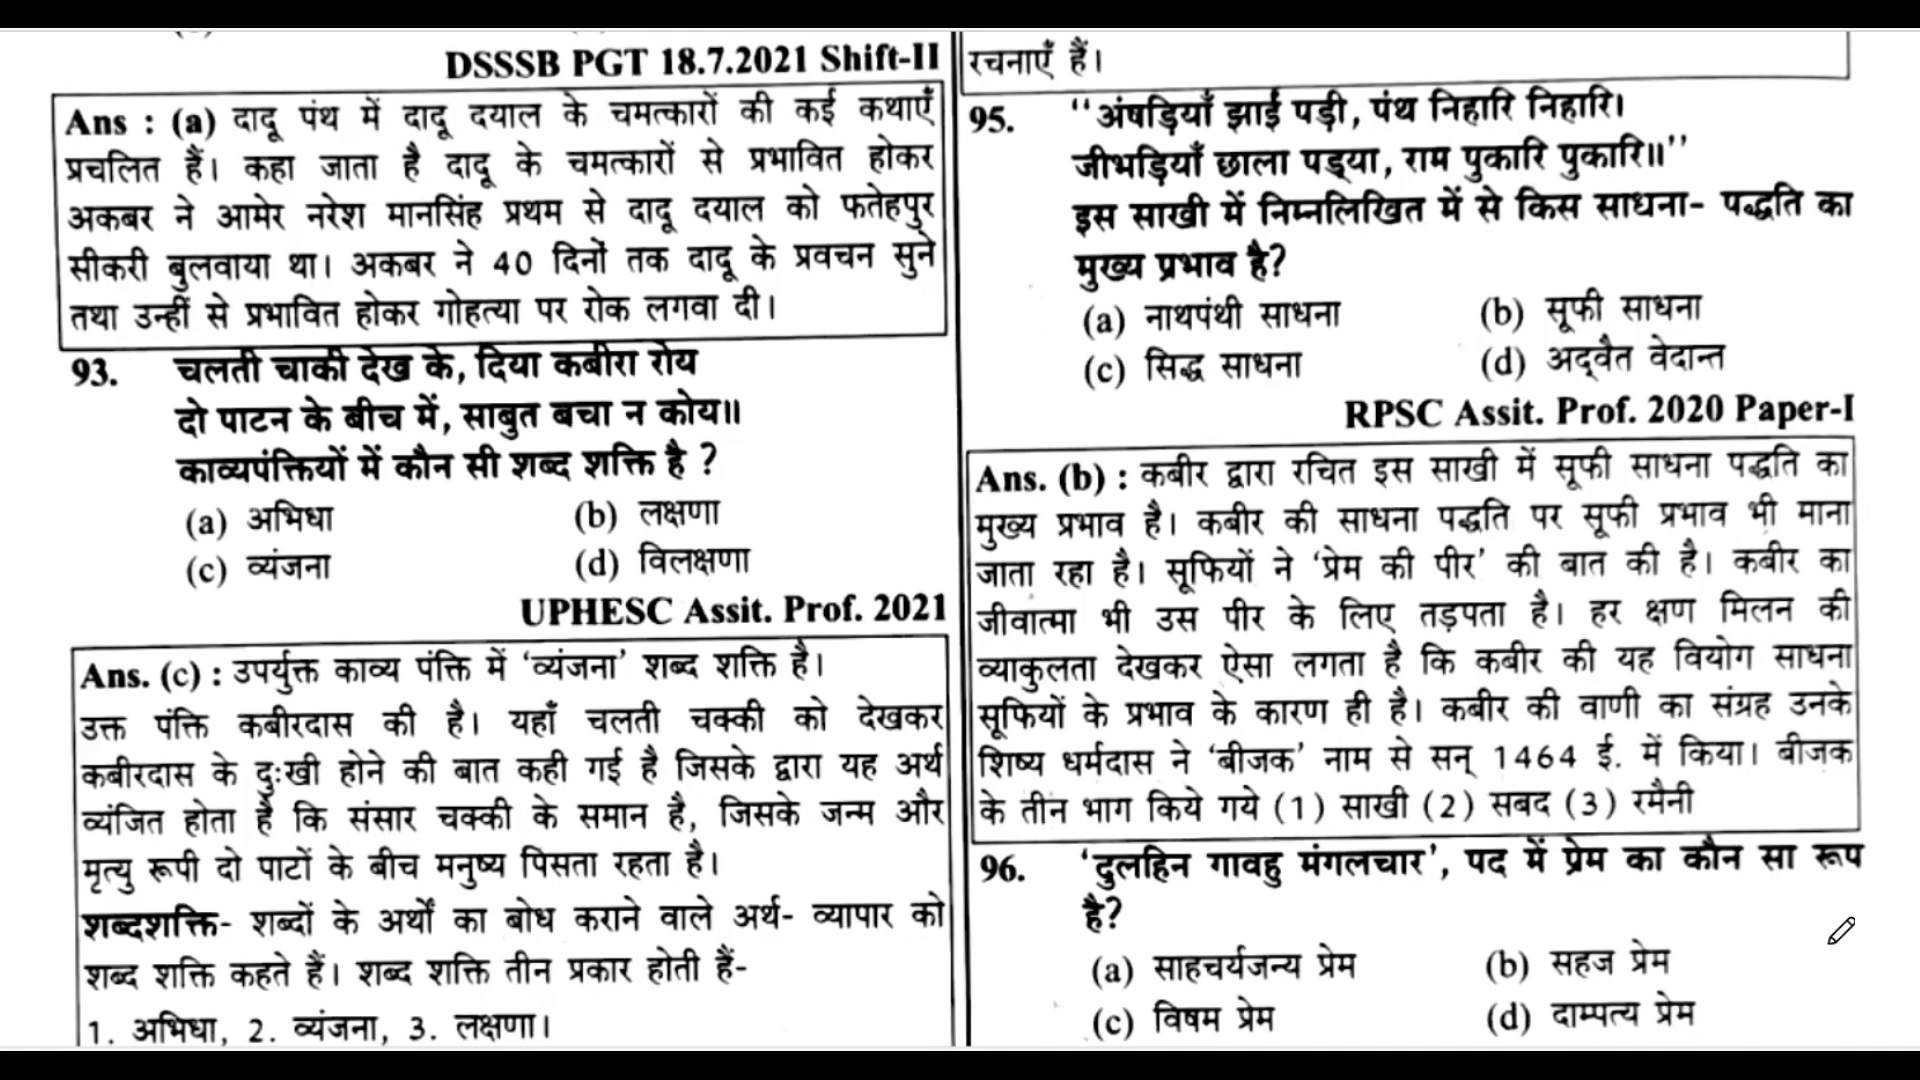 DSSSB PGT 18.7.2021 Shift-II
Ans : (a) दादू पंथ में दादू दयाल के चमत्कारों की कई कथाएँ
प्रचलित हैं। कहा जाता है दादू के चमत्कारों से प्रभावित होकर
अकबर ने आमेर नरेश मानसिंह प्रथम से दादू दयाल को फतेहपुर
सीकरी बुलवाया था। अकबर ने 40 दिनों तक दादू के प्रवचन सुने
तथा उन्हीं से प्रभावित होकर गोहत्या पर रोक लगवा दी।
93. चलती चाकी देख के, दिया कबीरा रोय
दो पाटन के बीच में, साबुत बचा न कोय॥
काव्यपंक्तियों में कौन सी शब्द शक्ति है ?
(a) अभिधा (b) लक्षणा
(c) व्यंजना (d) विलक्षणा
UPHESC Assit. Prof. 2021
Ans. (c) : उपर्युक्त काव्य पंक्ति में ‘व्यंजना’ शब्द शक्ति है।
उक्त पंक्ति कबीरदास की है। यहाँ चलती चक्की को देखकर
कबीरदास के दुःखी होने की बात कही गई है जिसके द्वारा यह अर्थ
व्यंजित होता है कि संसार चक्की के समान है, जिसके जन्म और
मृत्यु रूपी दो पाटों के बीच मनुष्य पिसता रहता है।
शब्दशक्ति- शब्दों के अर्थों का बोध कराने वाले अर्थ- व्यापार को
शब्द शक्ति कहते हैं। शब्द शक्ति तीन प्रकार होती हैं-
1. अभिधा, 2. व्यंजना, 3. लक्षणा।
रचनाएँ हैं।
95. ‘‘अंषड़ियाँ झाईं पड़ी, पंथ निहारि निहारि।
जीभड़ियाँ छाला पड्या, राम पुकारि पुकारि॥’’
इस साखी में निम्नलिखित में से किस साधना- पद्धति का
मुख्य प्रभाव है?
(a) नाथपंथी साधना (b) सूफी साधना
(c) सिद्ध साधना (d) अद्वैत वेदान्त
RPSC Assit. Prof. 2020 Paper-I
Ans. (b) : कबीर द्वारा रचित इस साखी में सूफी साधना पद्धति का
मुख्य प्रभाव है। कबीर की साधना पद्धति पर सूफी प्रभाव भी माना
जाता रहा है। सूफियों ने ‘प्रेम की पीर’ की बात की है। कबीर का
जीवात्मा भी उस पीर के लिए तड़पता है। हर क्षण मिलन की
व्याकुलता देखकर ऐसा लगता है कि कबीर की यह वियोग साधना
सूफियों के प्रभाव के कारण ही है। कबीर की वाणी का संग्रह उनके
शिष्य धर्मदास ने ‘बीजक’ नाम से सन् 1464 ई. में किया। बीजक
के तीन भाग किये गये (1) साखी (2) सबद (3) रमैनी
96. ‘दुलहिन गावहु मंगलचार’, पद में प्रेम का कौन सा रूप
है?
(a) साहचर्यजन्य प्रेम (b) सहज प्रेम
(c) विषम प्रेम (d) दाम्पत्य प्रेम